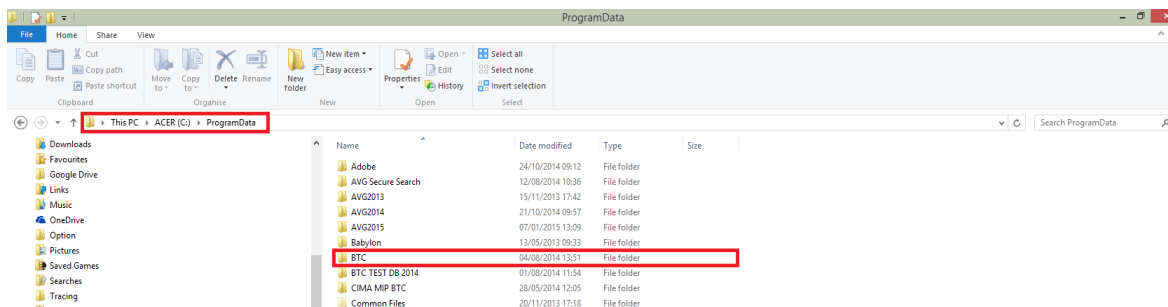 ProgramData
File Home Share View
Cut
Copy path
Paste shortcut
Copy Paste
Move to
Copy to
Delete Rename
New folder
New item
Easy access
Properties
Open
Edit
History
Select all
Select none
Invert selection
Clipboard Organise New Open Select
This PC ACER (C:) ProgramData Search ProgramData
Downloads
Favourites
Google Drive
Links
Music
OneDrive
Option
Pictures
Saved Games
Searches
Tracing
Name Date modified Type Size
Adobe 24/10/2014 09:12 File folder
AVG Secure Search 12/08/2014 10:36 File folder
AVG2013 15/11/2013 17:42 File folder
AVG2014 21/10/2014 09:57 File folder
AVG2015 07/01/2015 13:09 File folder
Babylon 13/05/2013 09:33 File folder
BTC 04/08/2014 13:51 File folder
BTC TEST DB 2014 01/08/2014 11:54 File folder
CIMA MIP BTC 28/05/2014 12:05 File folder
Common Files 20/11/2013 17:18 File folder